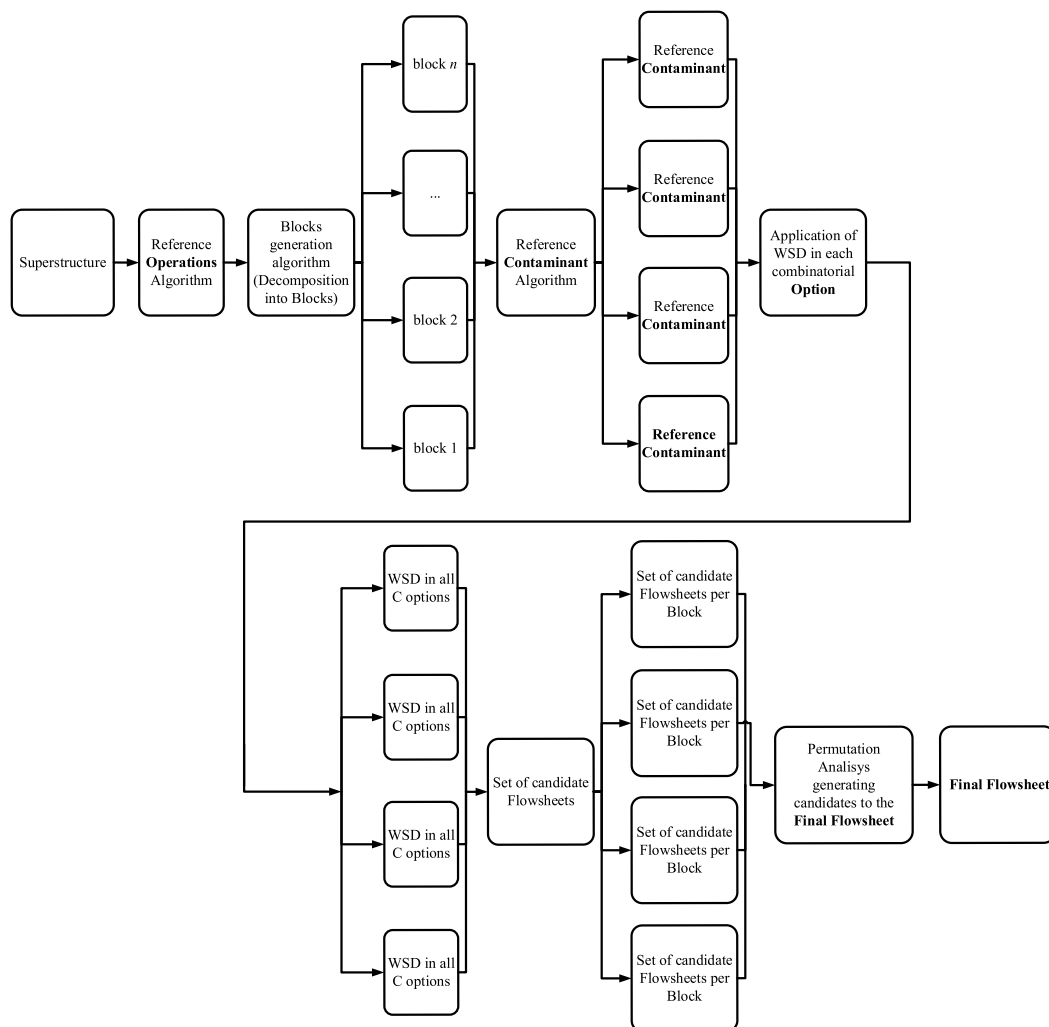 Superstructure
Reference
Operations
Algorithm
Blocks
generation
algorithm
(Decomposition
into Blocks)
block n
...
block 2
block 1
Reference
Contaminant
Algorithm
Reference
Contaminant
Reference
Contaminant
Reference
Contaminant
Reference
Contaminant
Application of
WSD in each
combinatorial
Option
WSD in all
C options
WSD in all
C options
WSD in all
C options
WSD in all
C options
Set of candidate
Flowsheets
Set of candidate
Flowsheets per
Block
Set of candidate
Flowsheets per
Block
Set of candidate
Flowsheets per
Block
Set of candidate
Flowsheets per
Block
Permutation
Analisys
generating
candidates to the
Final Flowsheet
Final Flowsheet